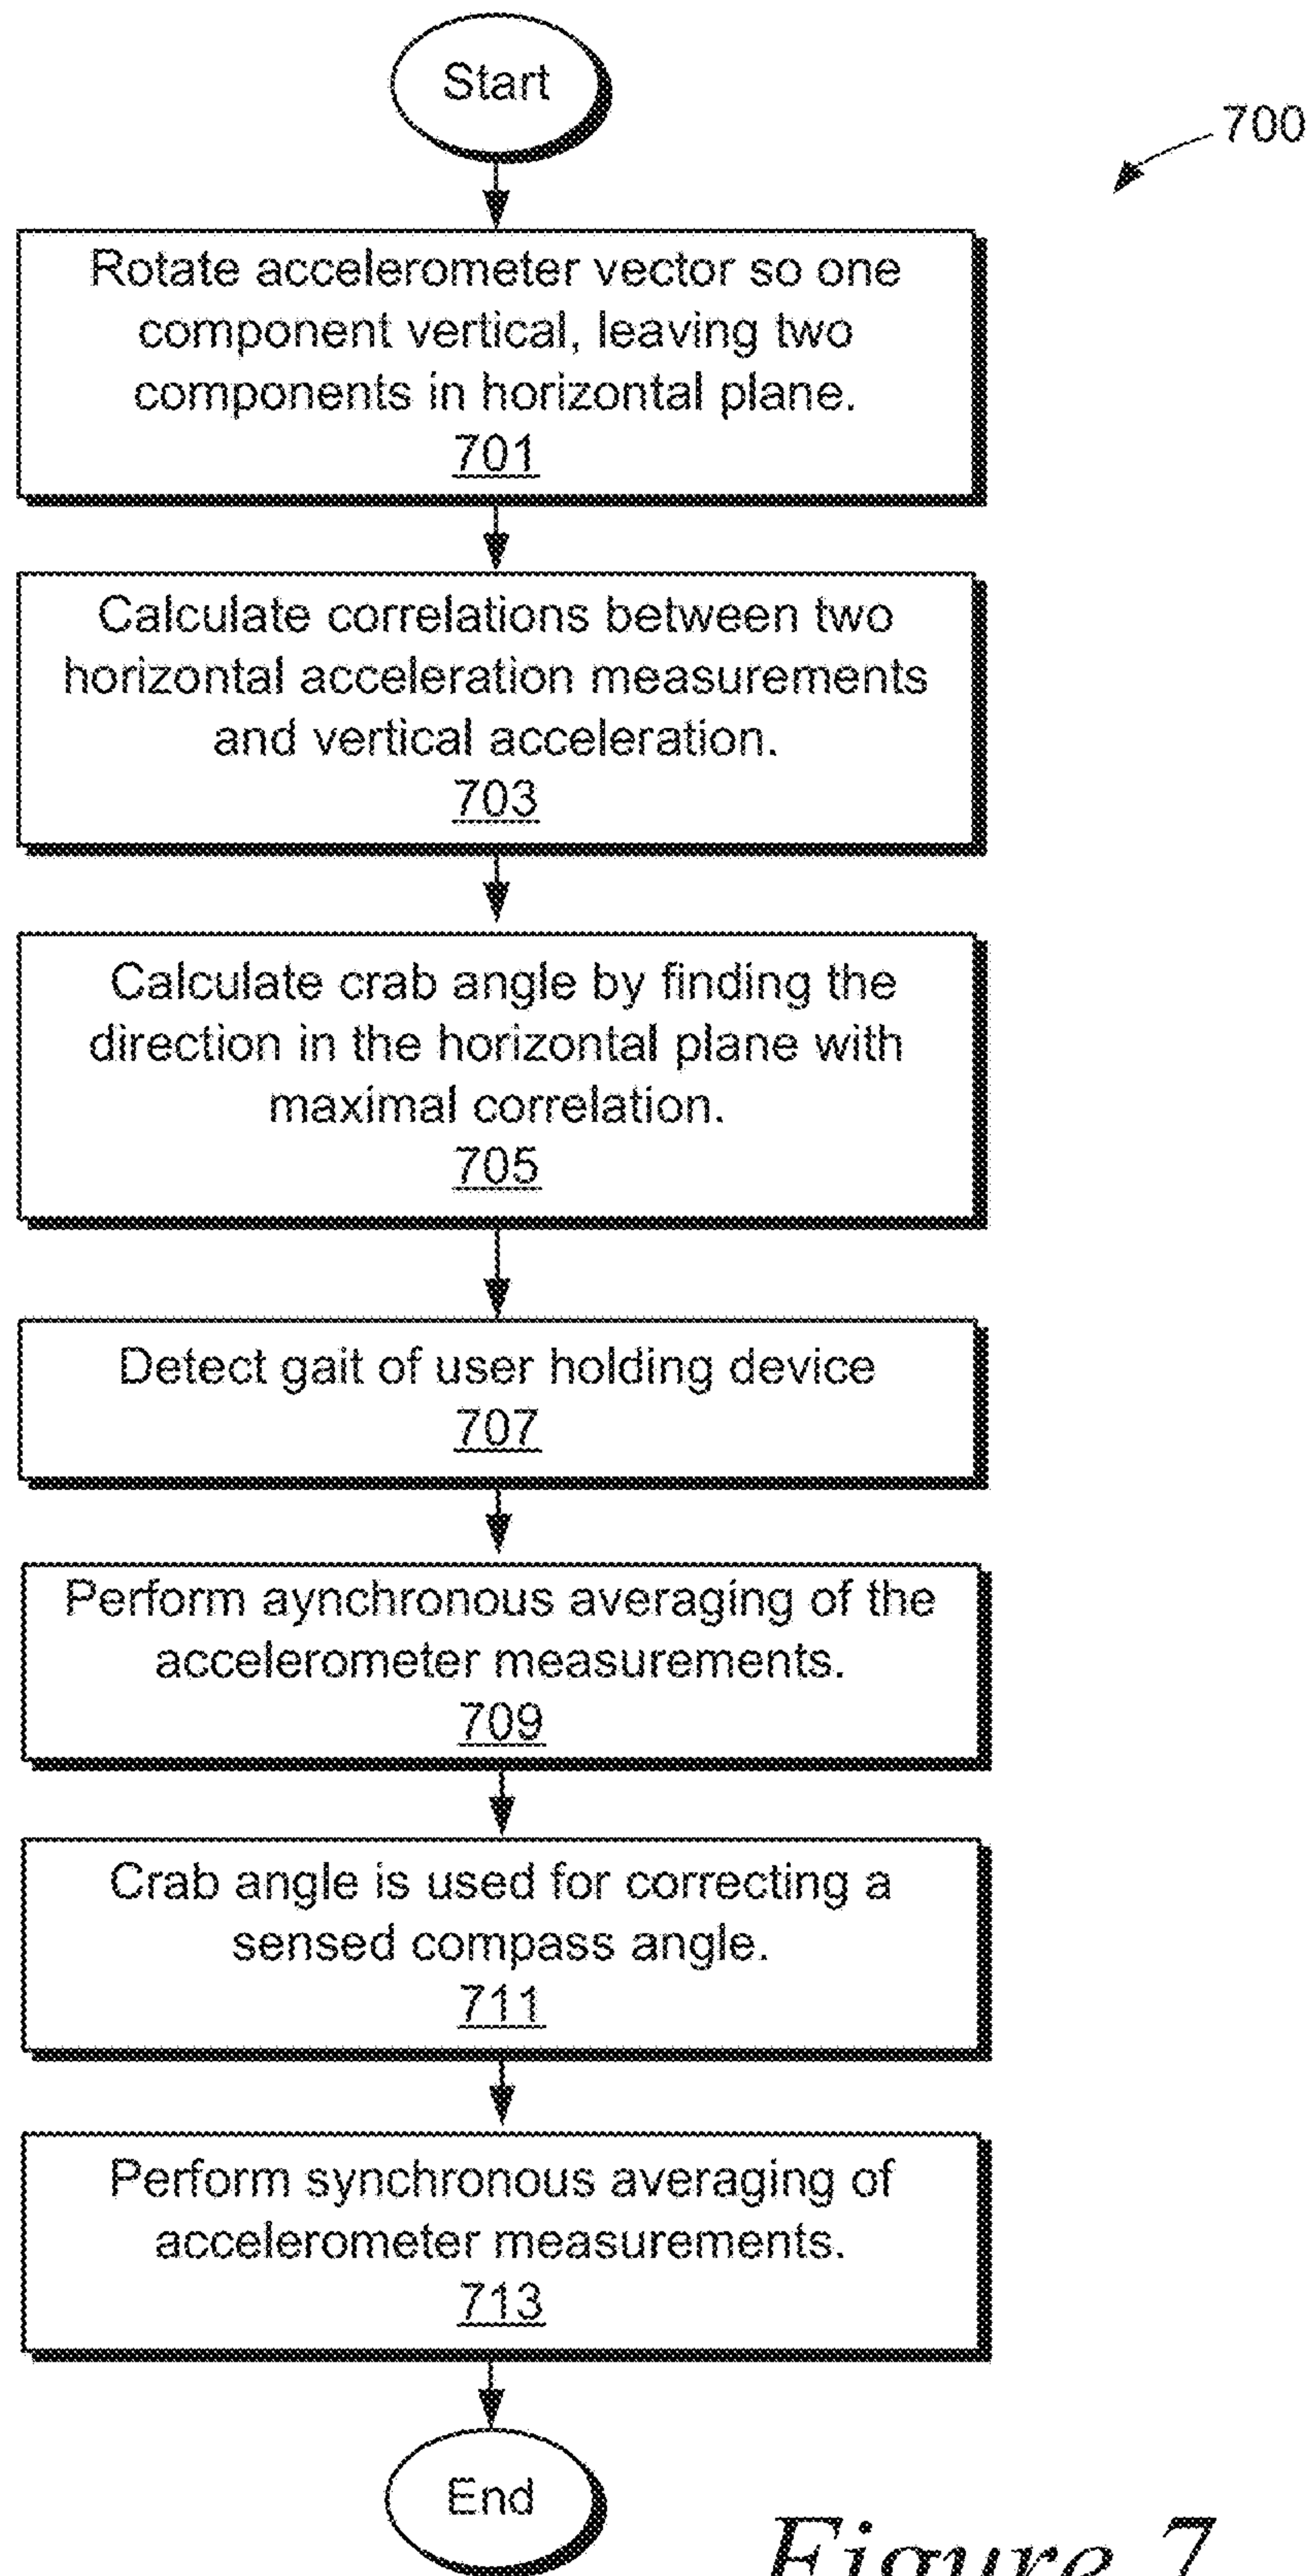 Start
700
Rotate accelerometer vector so one
component vertical, leaving two
components in horizontal plane.
701
Calculate correlations between two
horizontal acceleration measurements
and vertical acceleration.
703
Calculate crab angle by finding the
direction in the horizontal plane with
maximal correlation.
705
Detect gait of user holding device
707
Perform aynchronous averaging of the
accelerometer measurements.
709
Crab angle is used for correcting a
sensed compass angle.
711
Perform synchronous averaging of
accelerometer measurements.
713
End
Figure 7